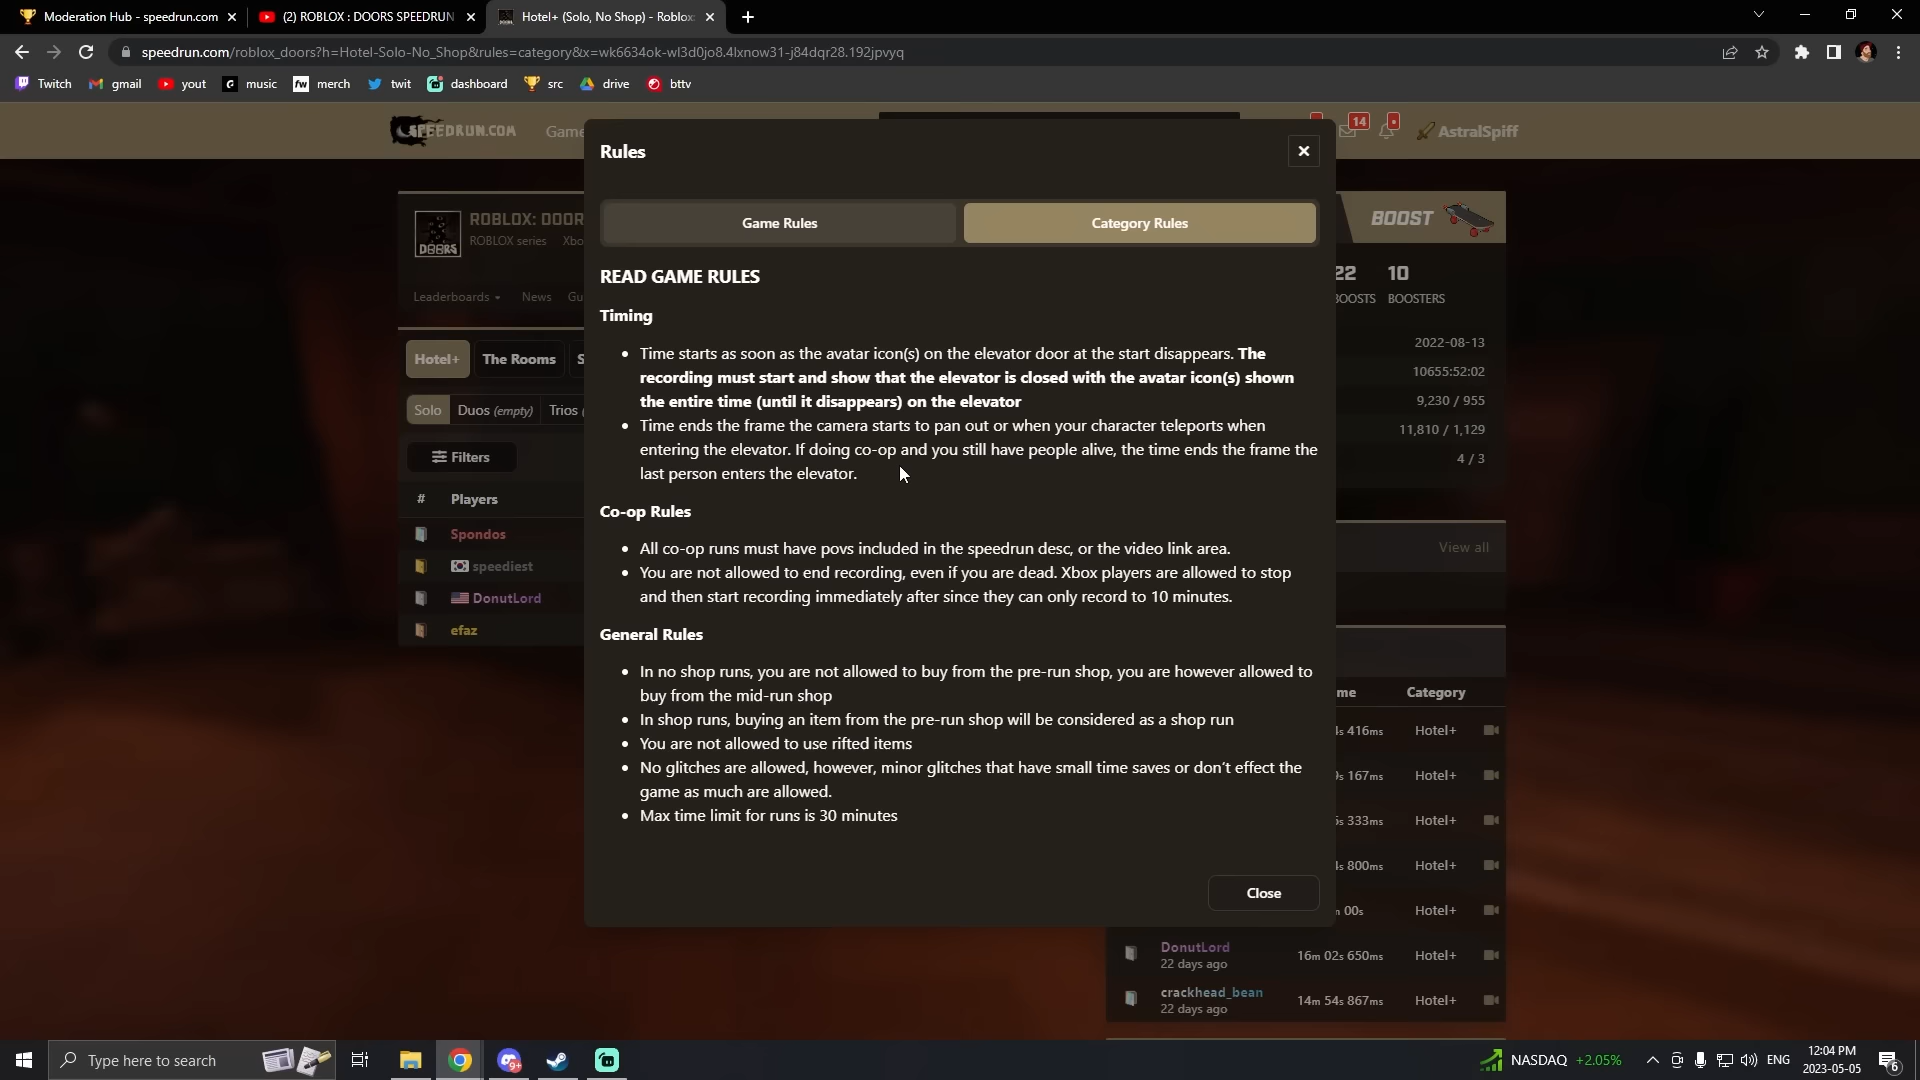 Moderation Hub - speedrun.com
(2) ROBLOX : DOORS SPEEDRUN
Hotel+ (Solo, No Shop) - Roblox
speedrun.com/roblox_doors?h=Hotel-Solo-No_Shop&rules=category&x=wk6634ok-wl3d0jo8.4lxnow31-j84dqr28.192jpvyq
Twitch gmail yout music merch twit dashboard src drive bttv
SPEEDRUN.COM Game 14 AstralSpiff
Rules
Game Rules Category Rules
READ GAME RULES
Timing
• Time starts as soon as the avatar icon(s) on the elevator door at the start disappears. The
recording must start and show that the elevator is closed with the avatar icon(s) shown
the entire time (until it disappears) on the elevator
• Time ends the frame the camera starts to pan out or when your character teleports when
entering the elevator. If doing co-op and you still have people alive, the time ends the frame the
last person enters the elevator.
Co-op Rules
• All co-op runs must have povs included in the speedrun desc, or the video link area.
• You are not allowed to end recording, even if you are dead. Xbox players are allowed to stop
and then start recording immediately after since they can only record to 10 minutes.
General Rules
• In no shop runs, you are not allowed to buy from the pre-run shop, you are however allowed to
buy from the mid-run shop
• In shop runs, buying an item from the pre-run shop will be considered as a shop run
• You are not allowed to use rifted items
• No glitches are allowed, however, minor glitches that have small time saves or don't effect the
game as much are allowed.
• Max time limit for runs is 30 minutes
Close
DOORS
ROBLOX: DOOR
ROBLOX series Xbo
Leaderboards News Gu
Hotel+ The Rooms S
Solo Duos (empty) Trios (
Filters
# Players
Spondos
speediest
DonutLord
efaz
BOOST
22 10
BOOSTS BOOSTERS
2022-08-13
10655:52:02
9,230 / 955
11,810 / 1,129
4 / 3
View all
me Category
s 416ms Hotel+
s 167ms Hotel+
s 333ms Hotel+
s 800ms Hotel+
00s Hotel+
DonutLord
22 days ago
16m 02s 650ms Hotel+
crackhead_bean
22 days ago
14m 54s 867ms Hotel+
Type here to search
9+
NASDAQ +2.05%
ENG
12:04 PM
2023-05-05
6